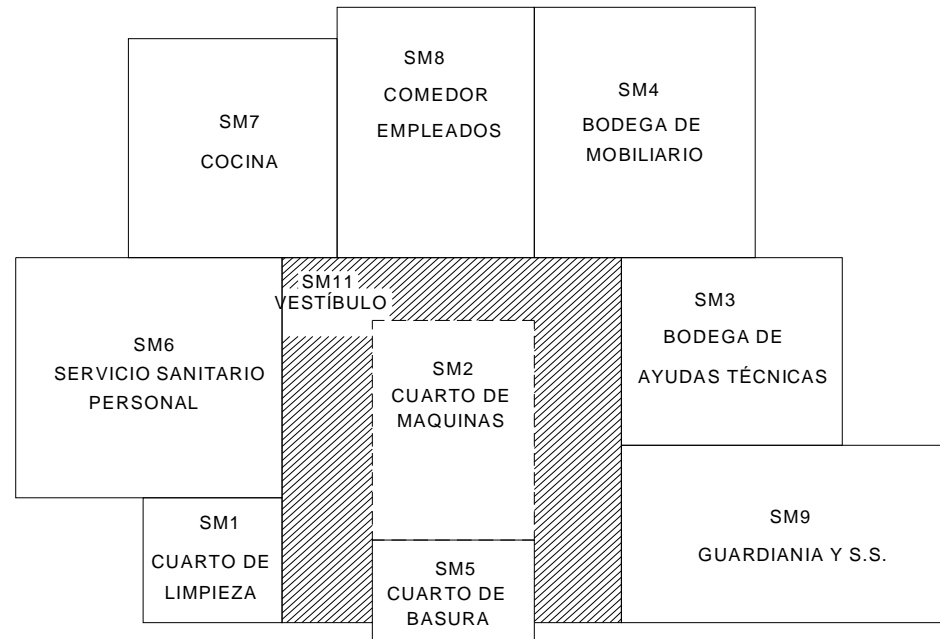 SM7
COCINA
SM8
COMEDOR
EMPLEADOS
SM4
BODEGA DE
MOBILIARIO
SM11
VESTÍBULO
SM6
SERVICIO SANITARIO
PERSONAL
SM2
CUARTO DE
MAQUINAS
SM3
BODEGA DE
AYUDAS TÉCNICAS
SM1
CUARTO DE
LIMPIEZA
SM5
CUARTO DE
BASURA
SM9
GUARDIANIA Y S.S.